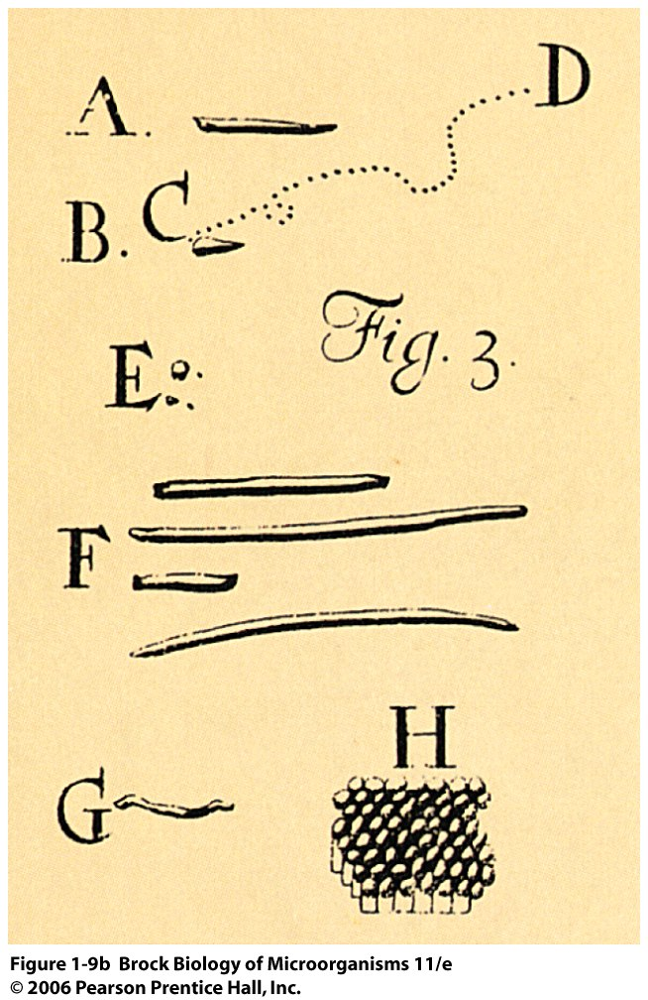 A.
D
B.
C
Fig. 3.
E
F
H
G
Figure 1-9b Brock Biology of Microorganisms 11/e
© 2006 Pearson Prentice Hall, Inc.